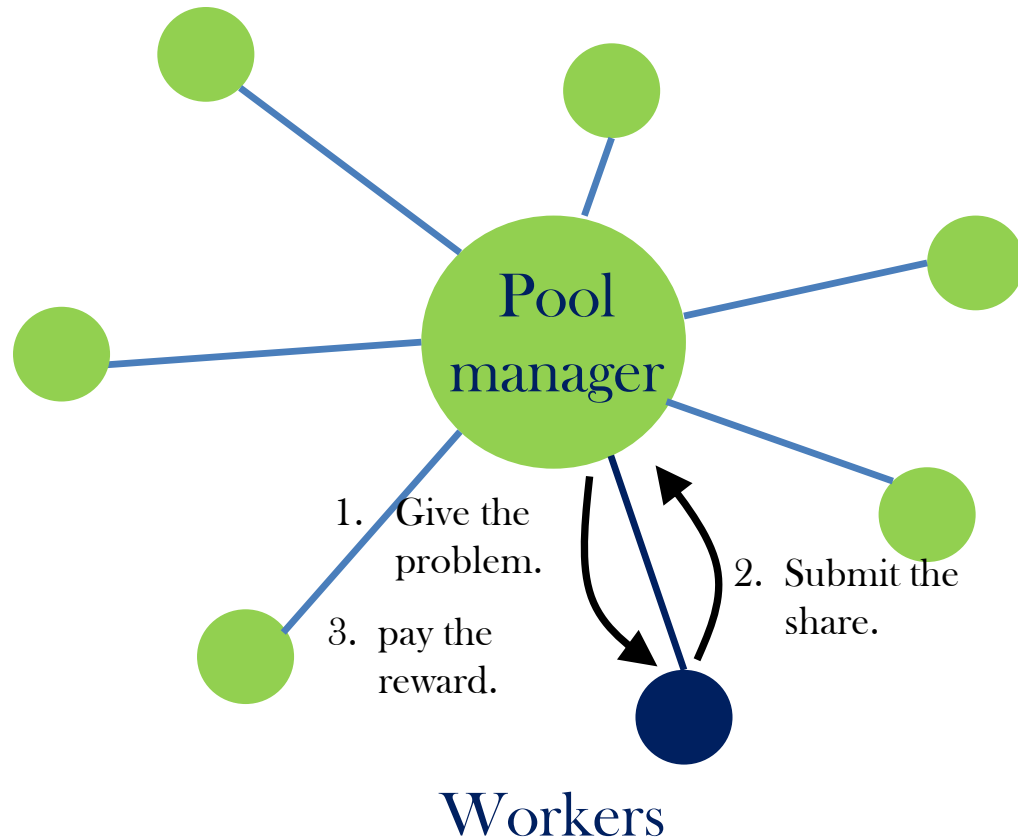 Pool
manager
1. Give the
problem.
2. Submit the
share.
3. pay the
reward.
Workers